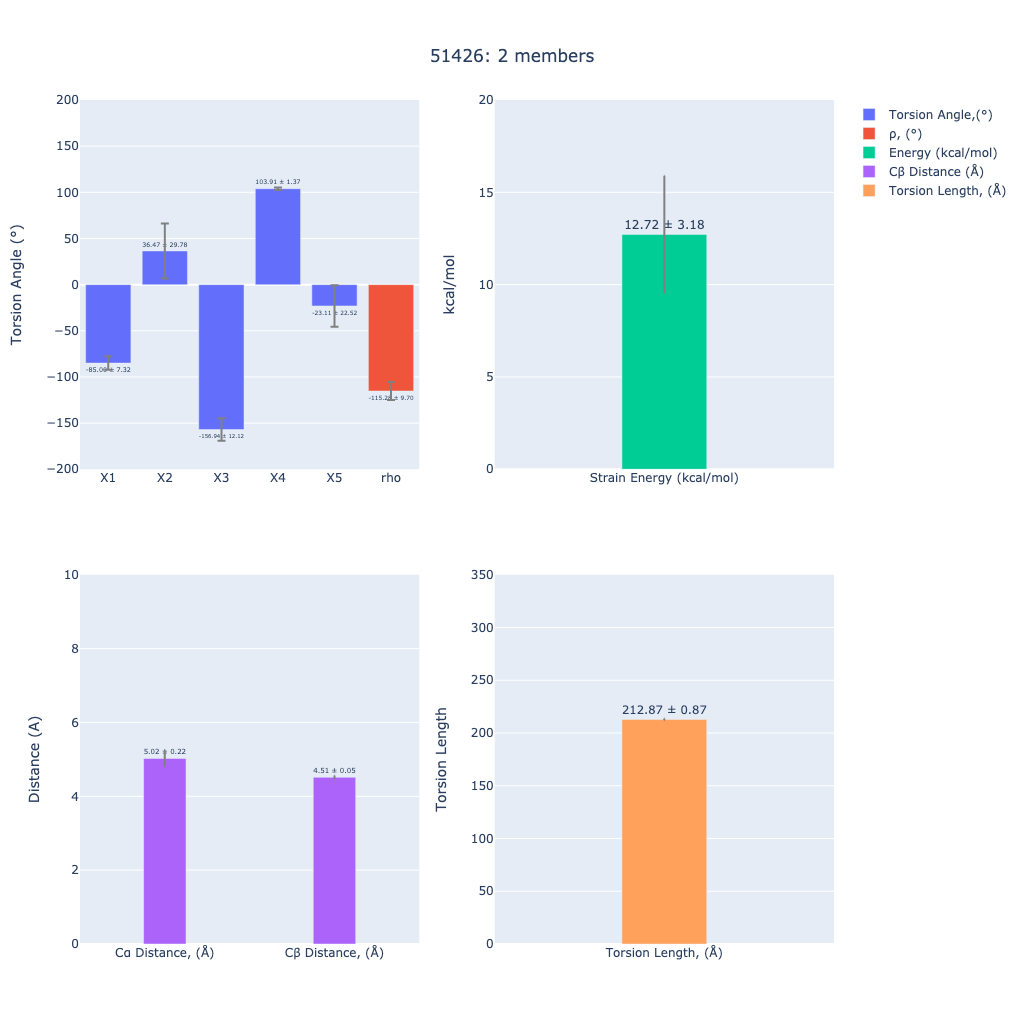 51426: 2 members
Torsion Angle (°)
200
150
100
50
0
−50
−100
−150
−200
103.91 ± 1.37
36.47 ± 29.78
-23.11 ± 22.52
± 7.32
± 9.70
-156.94 ± 12.12
X1 X2 X3 X4 X5 rho
kcal/mol
20
15
10
5
0
12.72 ± 3.18
Strain Energy (kcal/mol)
Torsion Angle,(°)
ρ, (°)
Energy (kcal/mol)
Cβ Distance (Å)
Torsion Length, (Å)
Distance (A)
10
8
6
4
2
0
5.02 ± 0.22
4.51 ± 0.05
Cα Distance, (Å) Cβ Distance, (Å)
Torsion Length
350
300
250
200
150
100
50
0
212.87 ± 0.87
Torsion Length, (Å)